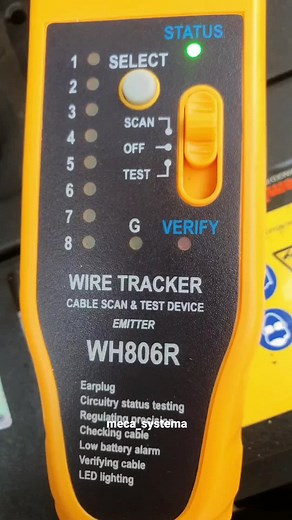 STATUS
1 SELECT
2
3
SCAN
4
OFF
5
TEST
6
7
G VERIFY
8
WIRE TRACKER
CABLE SCAN & TEST DEVICE
EMITTER
WH806R
Earplug
Circuitry status testing
Regulating precision
meca_systema
Checking cable
Low battery alarm
Verifying cable
LED lighting